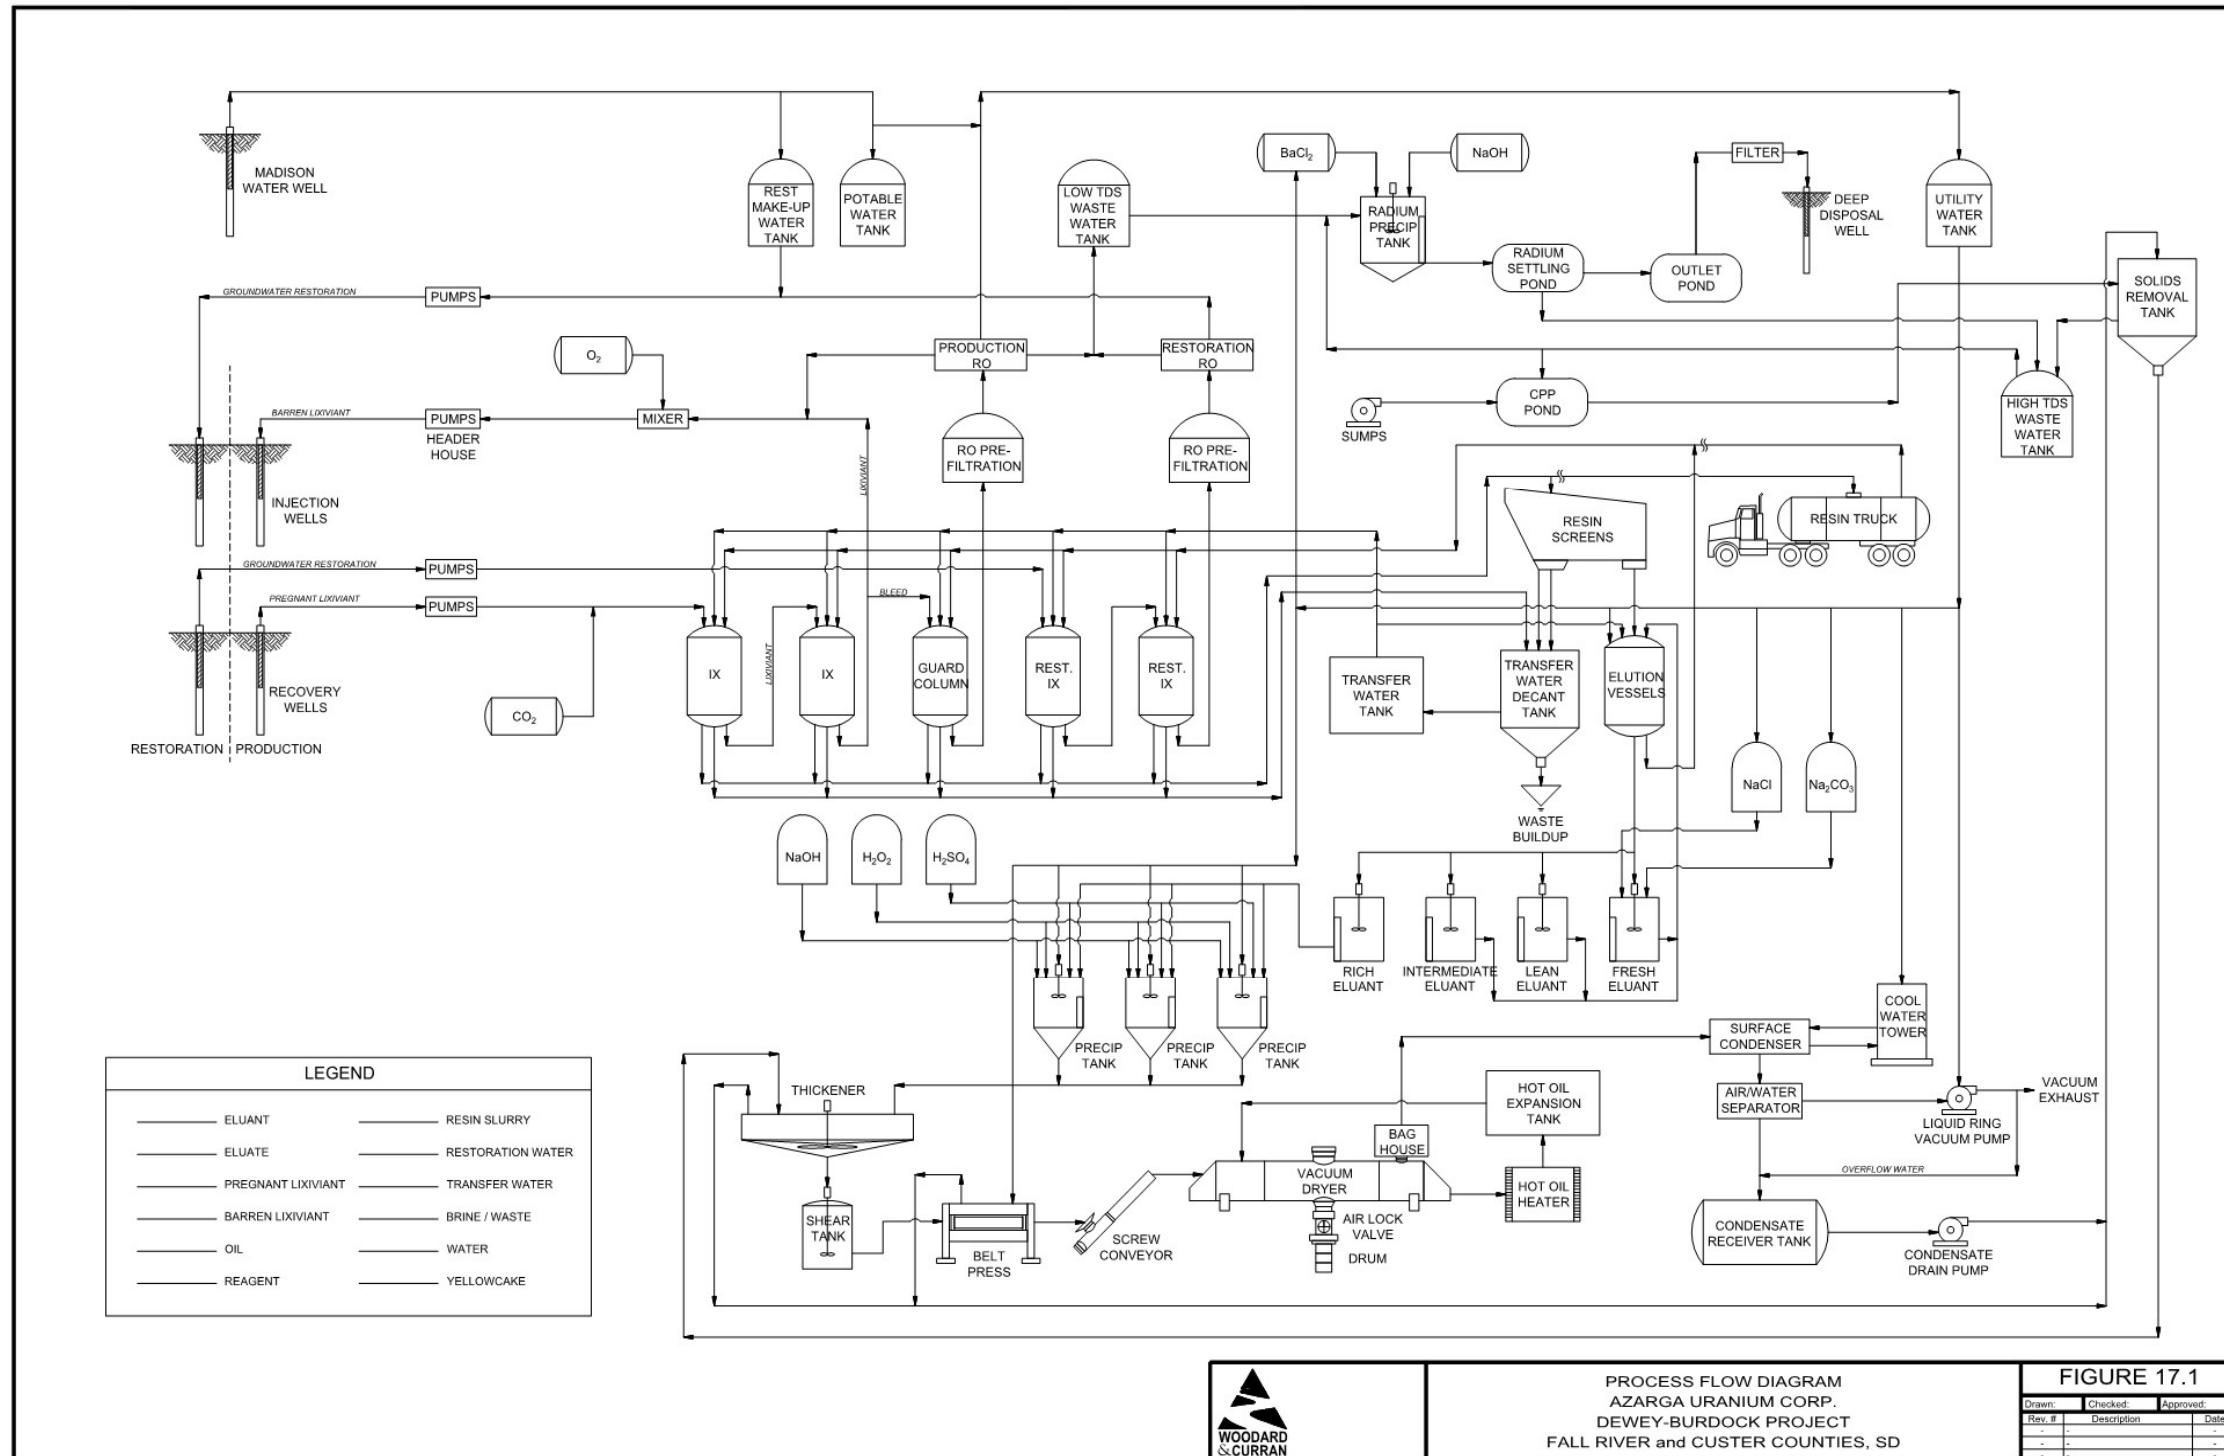 MADISON
WATER WELL
REST
MAKE-UP
WATER
TANK
POTABLE
WATER
TANK
LOW TDS
WASTE
WATER
TANK
BaCl₂
NaOH
RADIUM
PRECIP
TANK
FILTER
DEEP
DISPOSAL
WELL
RADIUM
SETTLING
POND
OUTLET
POND
UTILITY
WATER
TANK
SOLIDS
REMOVAL
TANK
GROUNDWATER RESTORATION
PUMPS
O₂
PRODUCTION
RO
RESTORATION
RO
BARREN LIXIVIANT
PUMPS
HEADER
HOUSE
MIXER
SUMPS
CPP
POND
HIGH TDS
WASTE
WATER
TANK
RO PRE-
FILTRATION
RO PRE-
FILTRATION
LIXIVIANT
INJECTION
WELLS
RESIN
SCREENS
RESIN TRUCK
GROUNDWATER RESTORATION
PUMPS
PREGNANT LIXIVIANT
PUMPS
BLEED
IX
LIXIVIANT
IX
GUARD
COLUMN
REST.
IX
REST.
IX
TRANSFER
WATER
TANK
TRANSFER
WATER
DECANT
TANK
ELUTION
VESSELS
RECOVERY
WELLS
CO₂
RESTORATION
PRODUCTION
NaCl
Na₂CO₃
WASTE
BUILDUP
NaOH
H₂O₂
H₂SO₄
RICH
ELUANT
INTERMEDIATE
ELUANT
LEAN
ELUANT
FRESH
ELUANT
PRECIP
TANK
PRECIP
TANK
PRECIP
TANK
COOL
WATER
TOWER
SURFACE
CONDENSER
AIR/WATER
SEPARATOR
VACUUM
EXHAUST
LIQUID RING
VACUUM PUMP
OVERFLOW WATER
CONDENSATE
RECEIVER TANK
CONDENSATE
DRAIN PUMP
THICKENER
SHEAR
TANK
BELT
PRESS
SCREW
CONVEYOR
VACUUM
DRYER
BAG
HOUSE
HOT OIL
EXPANSION
TANK
HOT OIL
HEATER
AIR LOCK
VALVE
DRUM
LEGEND
ELUANT
RESIN SLURRY
ELUATE
RESTORATION WATER
PREGNANT LIXIVIANT
TRANSFER WATER
BARREN LIXIVIANT
BRINE / WASTE
OIL
WATER
REAGENT
YELLOWCAKE
WOODARD
&CURRAN
PROCESS FLOW DIAGRAM
AZARGA URANIUM CORP.
DEWEY-BURDOCK PROJECT
FALL RIVER and CUSTER COUNTIES, SD
FIGURE 17.1
Drawn: Checked: Approved:
Rev. # Description Date